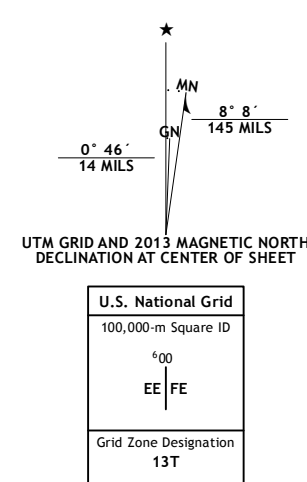 ★
MN
GN
8° 8´
145 MILS
0° 46´
14 MILS
UTM GRID AND 2013 MAGNETIC NORTH
DECLINATION AT CENTER OF SHEET
U.S. National Grid
100,000-m Square ID
⁶00
EE FE
Grid Zone Designation
13T